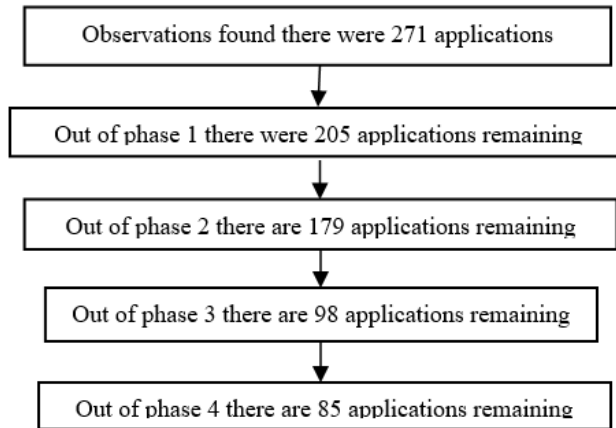 Observations found there were 271 applications
Out of phase 1 there were 205 applications remaining
Out of phase 2 there are 179 applications remaining
Out of phase 3 there are 98 applications remaining
Out of phase 4 there are 85 applications remaining